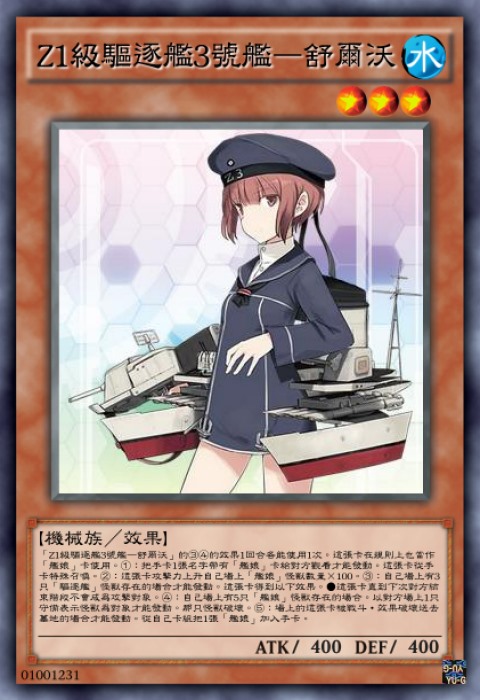 Z1級驅逐艦3號艦─舒爾沃
水
Z3
【機械族／效果】
「Z1級驅逐艦3號艦─舒爾沃」的③④的效果1回合各能使用1次。這張卡在規則上也當作
「艦娘」卡使用。①：把手卡1張名字帶有「艦娘」卡給對方觀看才能發動。這張卡從手
卡特殊召喚。②：這張卡攻擊力上升自己場上「艦娘」怪獸數量×100。③：自己場上有3
只「驅逐艦」怪獸存在的場合才能發動。這張卡得到以下效果。●這張卡直到下次對方結
束階段不會成為攻擊對象。④：自己場上有5只「艦娘」怪獸存在的場合，以對方場上1只
守備表示怪獸為對象才能發動。那只怪獸破壞。⑤：場上的這張卡被戰鬥·效果破壞送去
墓地的場合才能發動。從自己卡組把1張「艦娘」加入手卡。
ATK/ 400 DEF/ 400
01001231